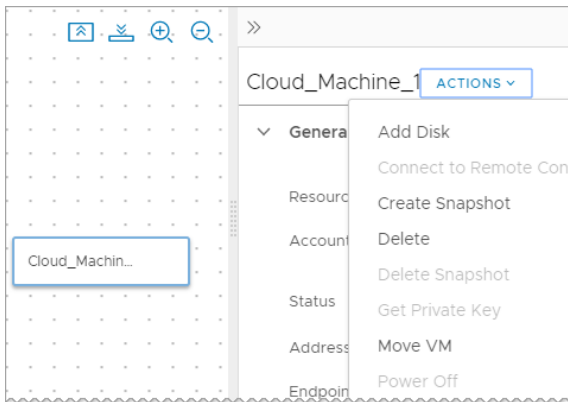 Cloud_Machine_1 ACTIONS
Genera
Add Disk
Connect to Remote Con
Resourc
Create Snapshot
Account
Delete
Cloud_Machin...
Delete Snapshot
Status
Get Private Key
Address
Move VM
Endpoin
Power Off